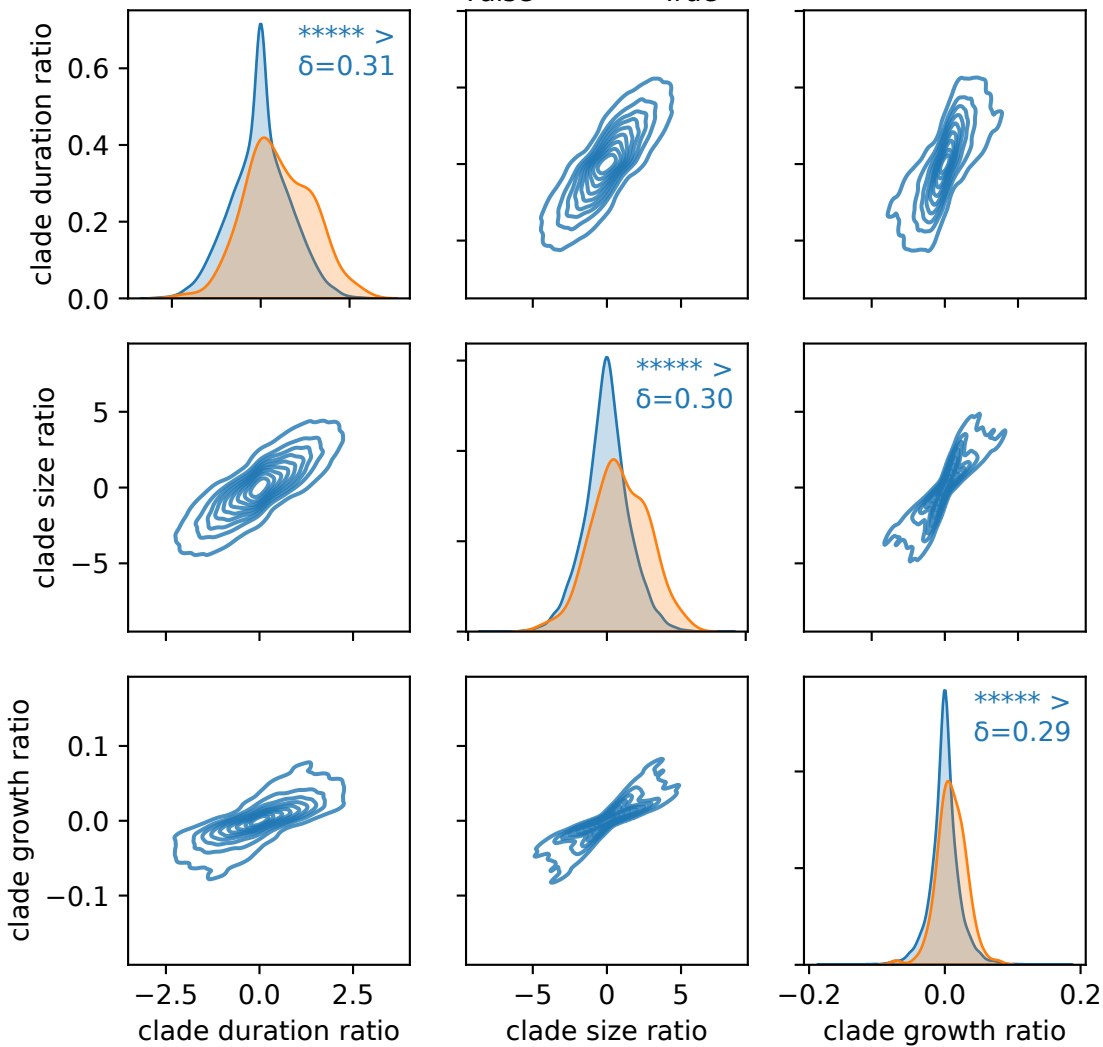 False True
clade duration ratio
0.6
0.4
0.2
0.0
***** >
δ=0.31
clade size ratio
5
0
−5
***** >
δ=0.30
clade growth ratio
0.1
0.0
−0.1
***** >
δ=0.29
−2.5 0.0 2.5
−5 0 5
−0.2 0.0 0.2
clade duration ratio
clade size ratio
clade growth ratio